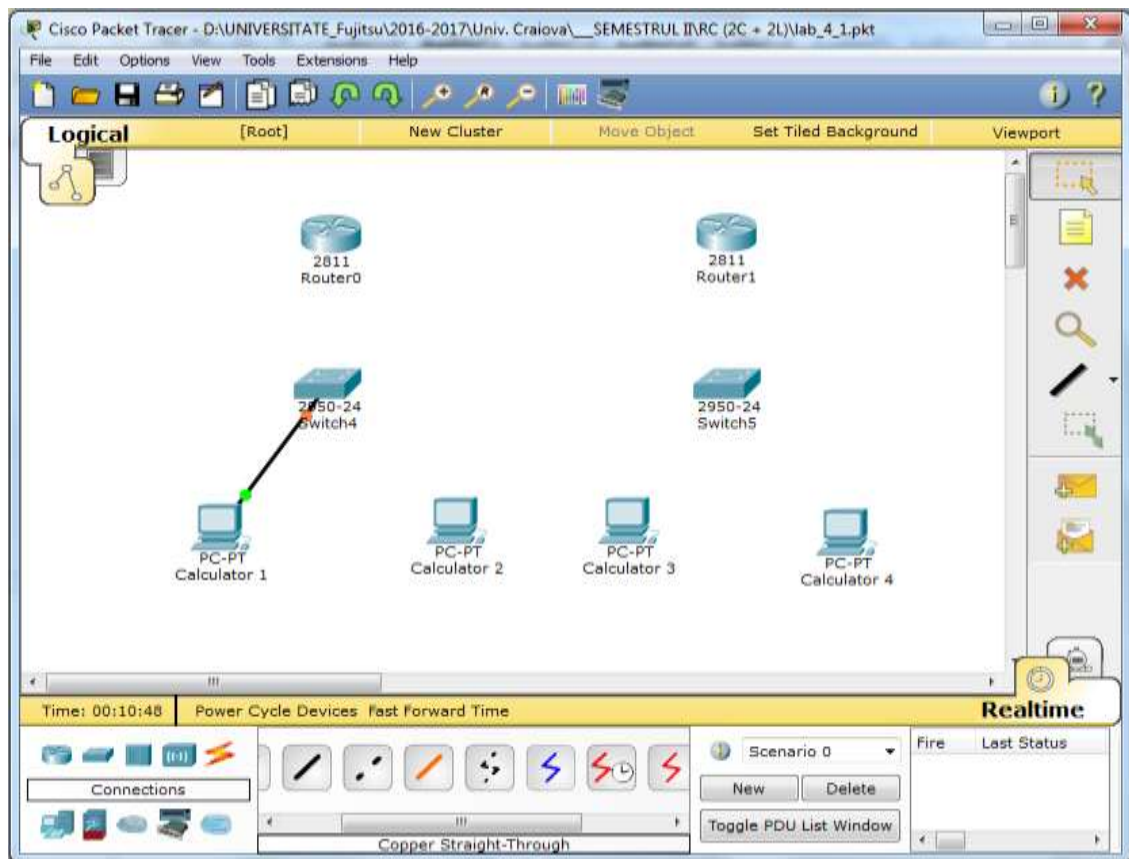 Cisco Packet Tracer - D:\UNIVERSITATE_Fujitsu\2016-2017\Univ. Craiova\__SEMESTRUL II\RC (2C + 2L)\lab_4_1.pkt
File Edit Options View Tools Extensions Help
Logical [Root] New Cluster Move Object Set Tiled Background Viewport
2811
Router0
2811
Router1
2950-24
Switch4
2950-24
Switch5
PC-PT
Calculator 1
PC-PT
Calculator 2
PC-PT
Calculator 3
PC-PT
Calculator 4
Time: 00:10:48 Power Cycle Devices Fast Forward Time Realtime
Connections
Copper Straight-Through
Scenario 0
New Delete
Toggle PDU List Window
Fire Last Status